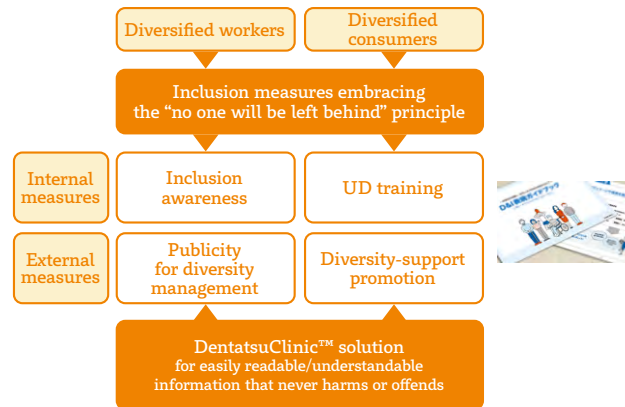 Diversified workers
Diversified
consumers
Inclusion measures embracing
the “no one will be left behind” principle
Internal
measures
Inclusion
awareness
UD training
External
measures
Publicity
for diversity
management
Diversity-support
promotion
DentatsuClinic™ solution
for easily readable/understandable
information that never harms or offends